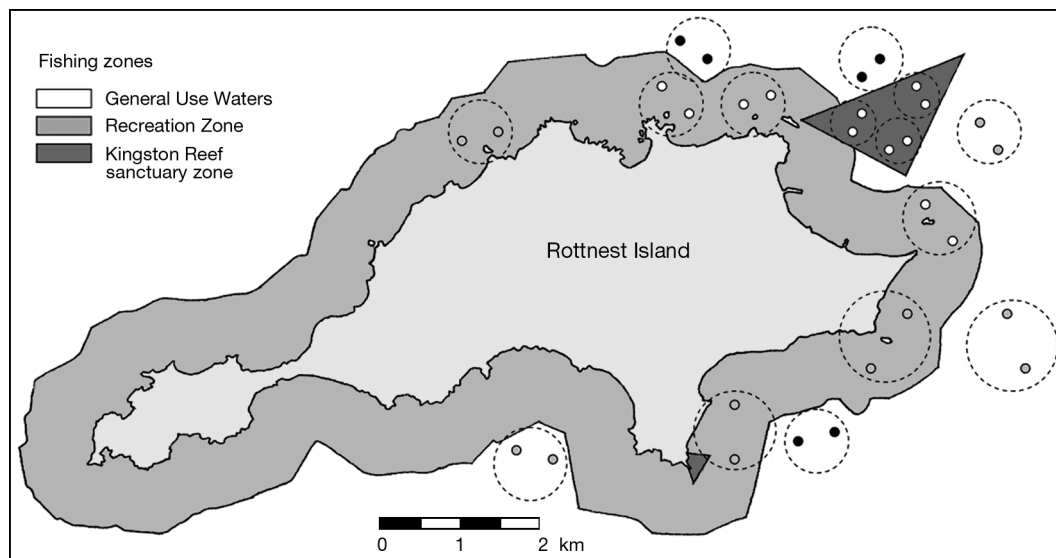 Fishing zones
General Use Waters
Recreation Zone
Kingston Reef
sanctuary zone
Rottnest Island
0 1 2 km